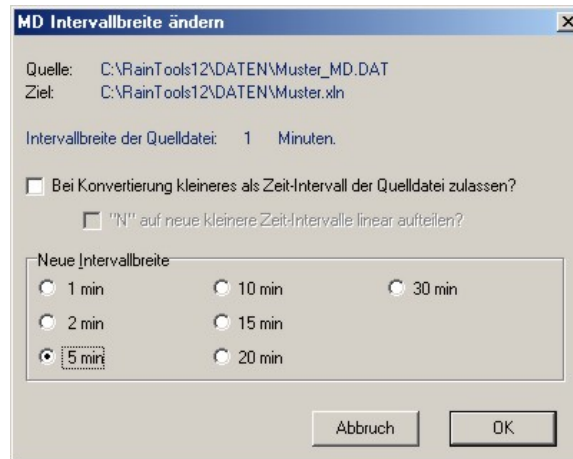 MD Intervallbreite ändern
Quelle: C:\RainTools12\DATEN\Muster_MD.DAT
Ziel: C:\RainTools12\DATEN\Muster.xln
Intervallbreite der Quelldatei: 1 Minuten.
Bei Konvertierung kleineres als Zeit-Intervall der Quelldatei zulassen?
"N" auf neue kleinere Zeit-Intervalle linear aufteilen?
Neue Intervallbreite
1 min 10 min 30 min
2 min 15 min
5 min 20 min
Abbruch OK